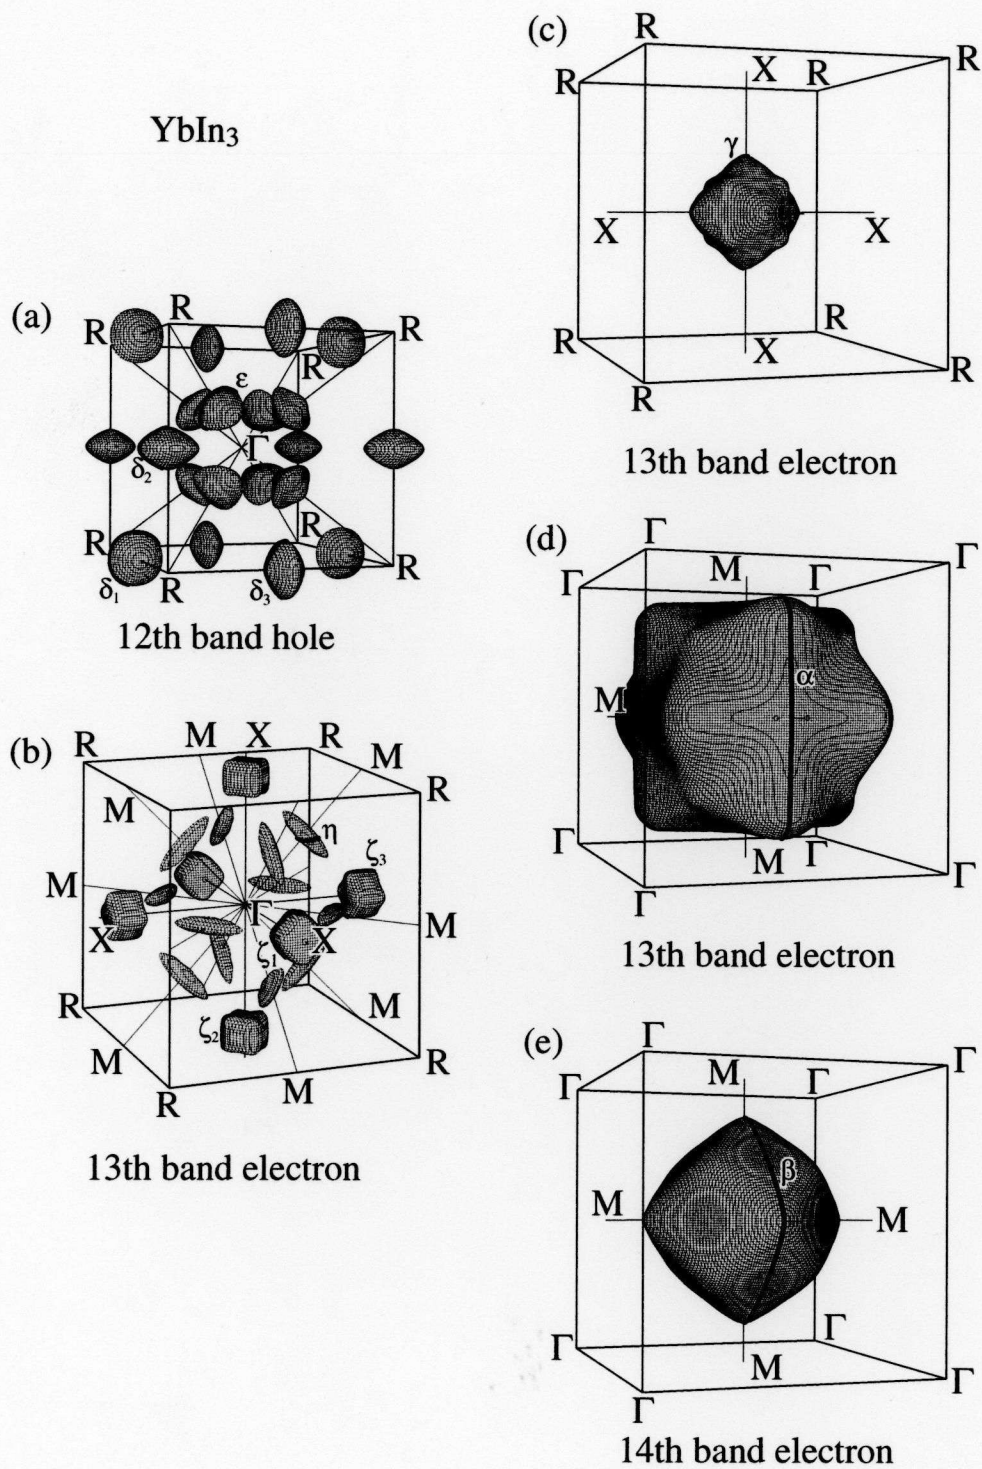 YbIn3
(a)
R R R R
ε
Γ
δ2
R R R R
δ1 δ3
12th band hole
(b)
R M X R M
R
M
η
ζ3
M
Γ
X X
M
ζ1
R
ζ2
M
M
R
R M
13th band electron
(c)
R R
R R
X
γ
X X
R
R
X
R R
13th band electron
(d)
Γ Γ
Γ M Γ
α
M
Γ M Γ
Γ Γ
13th band electron
(e)
Γ Γ
Γ M Γ
β
M M
Γ M Γ
Γ Γ
14th band electron